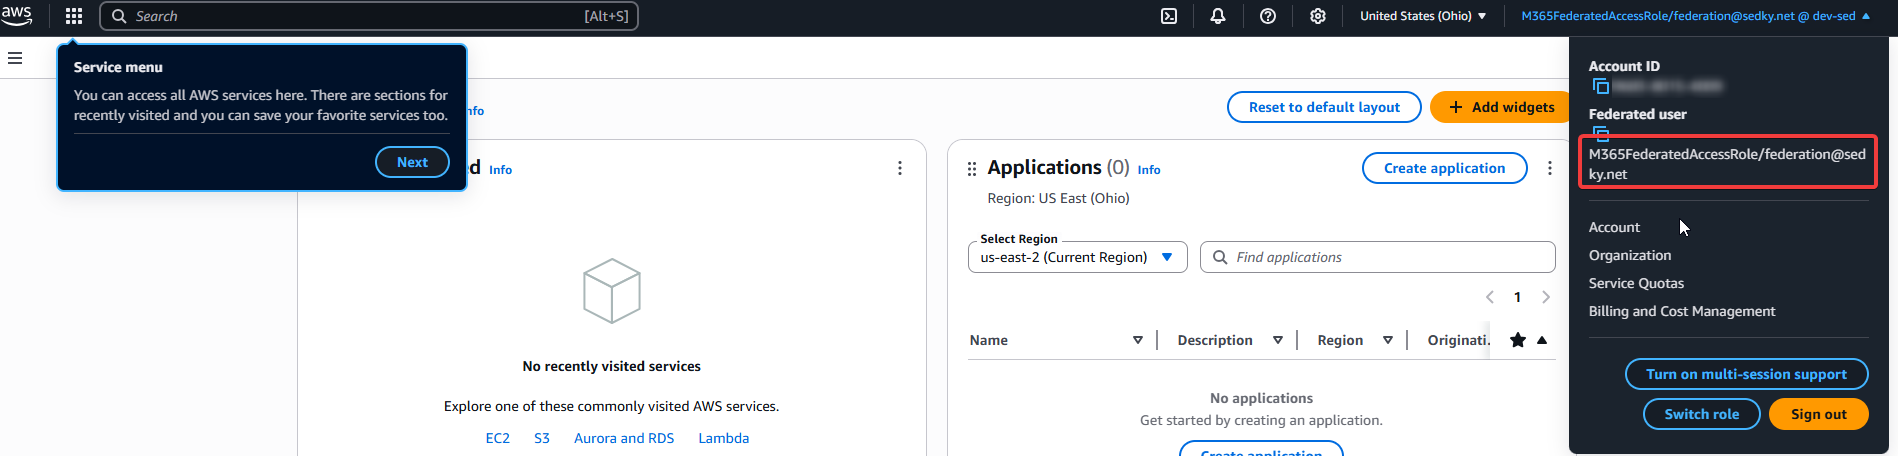 aws
Search
[Alt+S]
United States (Ohio)
M365FederatedAccessRole/federation@sedky.net @ dev-sed
Service menu
You can access all AWS services here. There are sections for
recently visited and you can save your favorite services too.
Next
Info
Reset to default layout
+ Add widgets
Account ID
Federated user
M365FederatedAccessRole/federation@sed
ky.net
Account
Organization
Service Quotas
Billing and Cost Management
Turn on multi-session support
Switch role
Sign out
Info
No recently visited services
Explore one of these commonly visited AWS services.
EC2 S3 Aurora and RDS Lambda
Applications (0) Info
Create application
Region: US East (Ohio)
Select Region
us-east-2 (Current Region)
Find applications
1
Name
Description
Region
Originati.
No applications
Get started by creating an application.
Create application